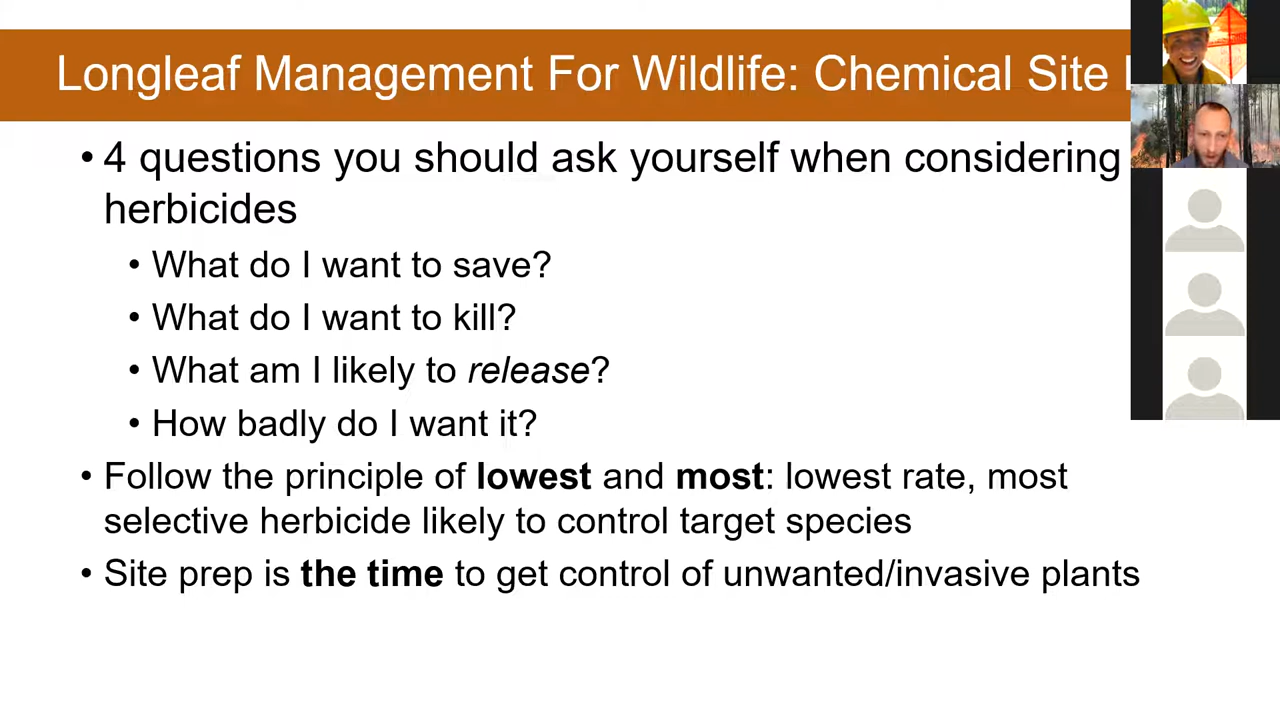 Longleaf Management For Wildlife: Chemical Site
• 4 questions you should ask yourself when considering
herbicides
• What do I want to save?
• What do I want to kill?
• What am I likely to release?
• How badly do I want it?
• Follow the principle of lowest and most: lowest rate, most
selective herbicide likely to control target species
• Site prep is the time to get control of unwanted/invasive plants